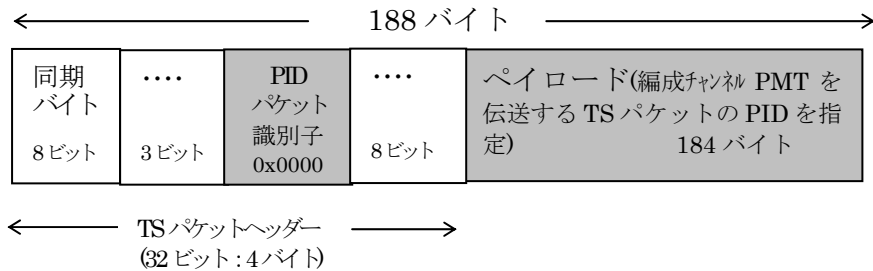 188 バイト
同期
バイト
8ビット
‥‥
3ビット
PID
パケット
識別子
0x0000
‥‥
8ビット
ペイロード(編成チャンネル PMT を
伝送する TS パケットの PID を指
定) 184 バイト
TS パケットヘッダー
(32 ビット : 4 バイト)